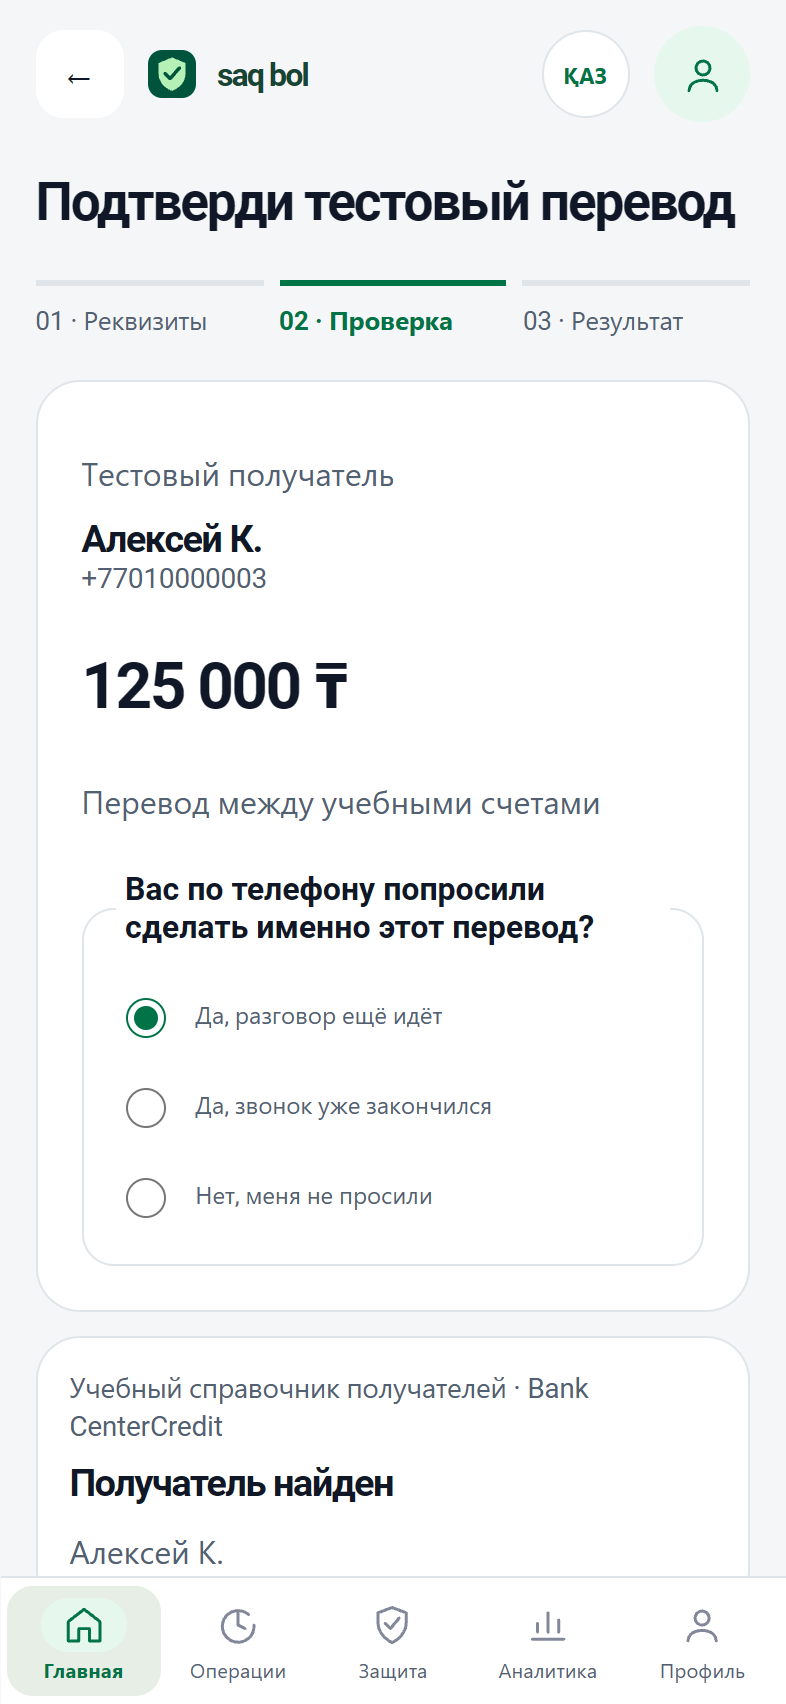 ←
saq bol
ҚАЗ
Подтверди тестовый перевод
01 · Реквизиты
02 · Проверка
03 · Результат
Тестовый получатель
Алексей К.
+77010000003
125 000 ₸
Перевод между учебными счетами
Вас по телефону попросили
сделать именно этот перевод?
Да, разговор ещё идёт
Да, звонок уже закончился
Нет, меня не просили
Учебный справочник получателей · Bank
CenterCredit
Получатель найден
Алексей К.
Главная
Операции
Защита
Аналитика
Профиль